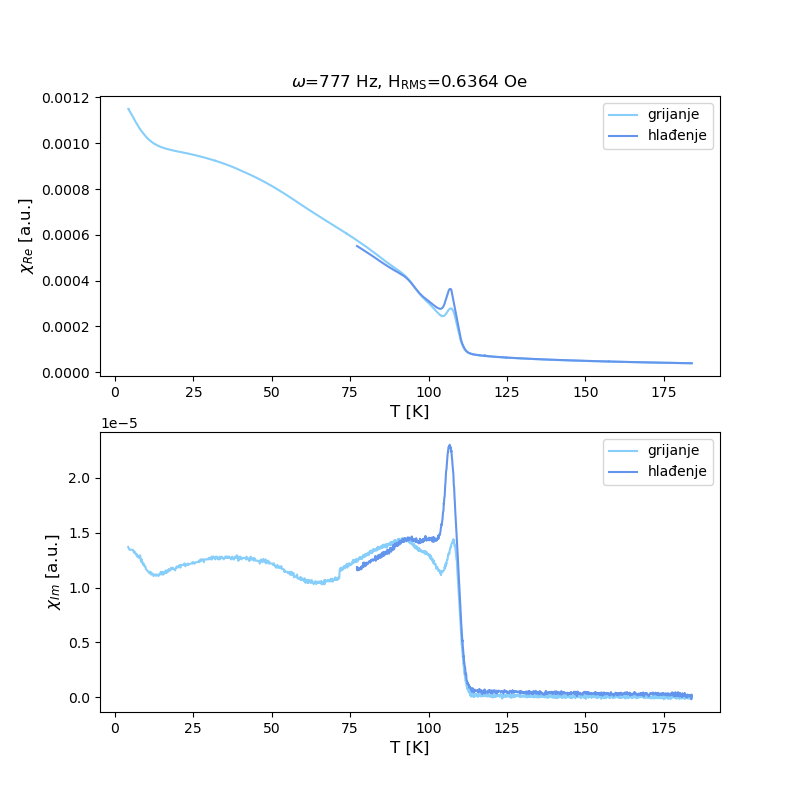 ω=777 Hz, H_RMS=0.6364 Oe
0.0012
0.0010
0.0008
0.0006
0.0004
0.0002
0.0000
χ_Re [a.u.]
grijanje
hlađenje
0 25 50 75 100 125 150 175
T [K]
1e−5
2.0
1.5
1.0
0.5
0.0
χ_Im [a.u.]
grijanje
hlađenje
0 25 50 75 100 125 150 175
T [K]